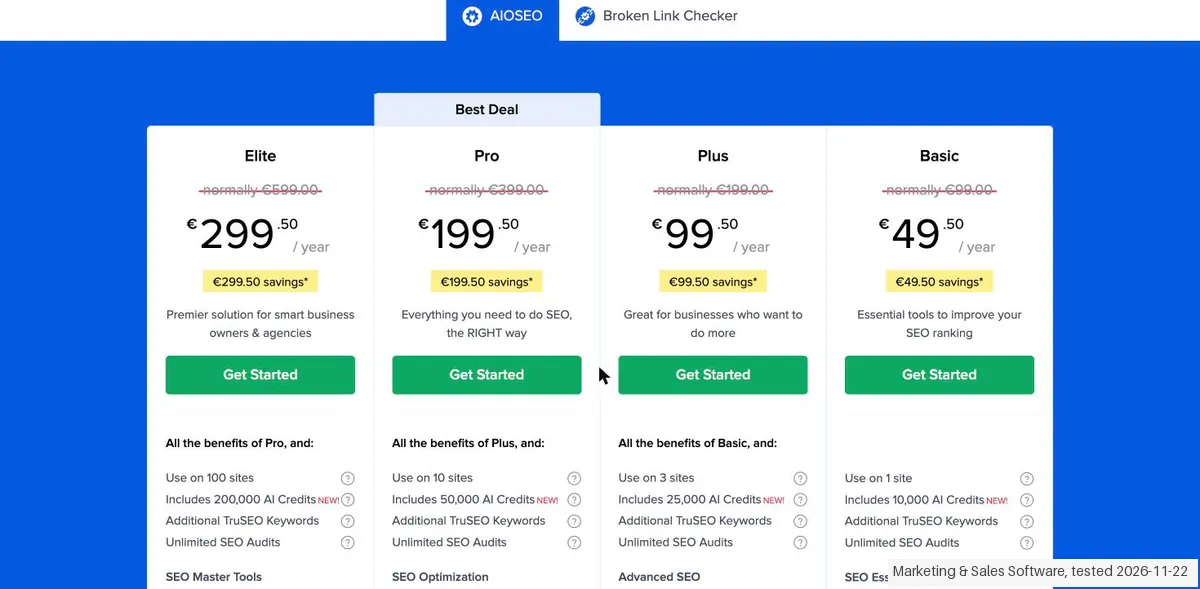 AIOSEO
Broken Link Checker
Best Deal
Elite
normally €599.00
€299.50 / year
€299.50 savings*
Premier solution for smart business
owners & agencies
Get Started
All the benefits of Pro, and:
Use on 100 sites
Includes 200,000 AI Credits NEW!
Additional TruSEO Keywords
Unlimited SEO Audits
SEO Master Tools
Pro
normally €399.00
€199.50 / year
€199.50 savings*
Everything you need to do SEO,
the RIGHT way
Get Started
All the benefits of Plus, and:
Use on 10 sites
Includes 50,000 AI Credits NEW!
Additional TruSEO Keywords
Unlimited SEO Audits
SEO Optimization
Plus
normally €199.00
€99.50 / year
€99.50 savings*
Great for businesses who want to
do more
Get Started
All the benefits of Basic, and:
Use on 3 sites
Includes 25,000 AI Credits NEW!
Additional TruSEO Keywords
Unlimited SEO Audits
Advanced SEO
Basic
normally €99.00
€49.50 / year
€49.50 savings*
Essential tools to improve your
SEO ranking
Get Started
Use on 1 site
Includes 10,000 AI Credits NEW!
Additional TruSEO Keywords
Unlimited SEO Audits
SEO
Marketing & Sales Software, tested 2026-11-22